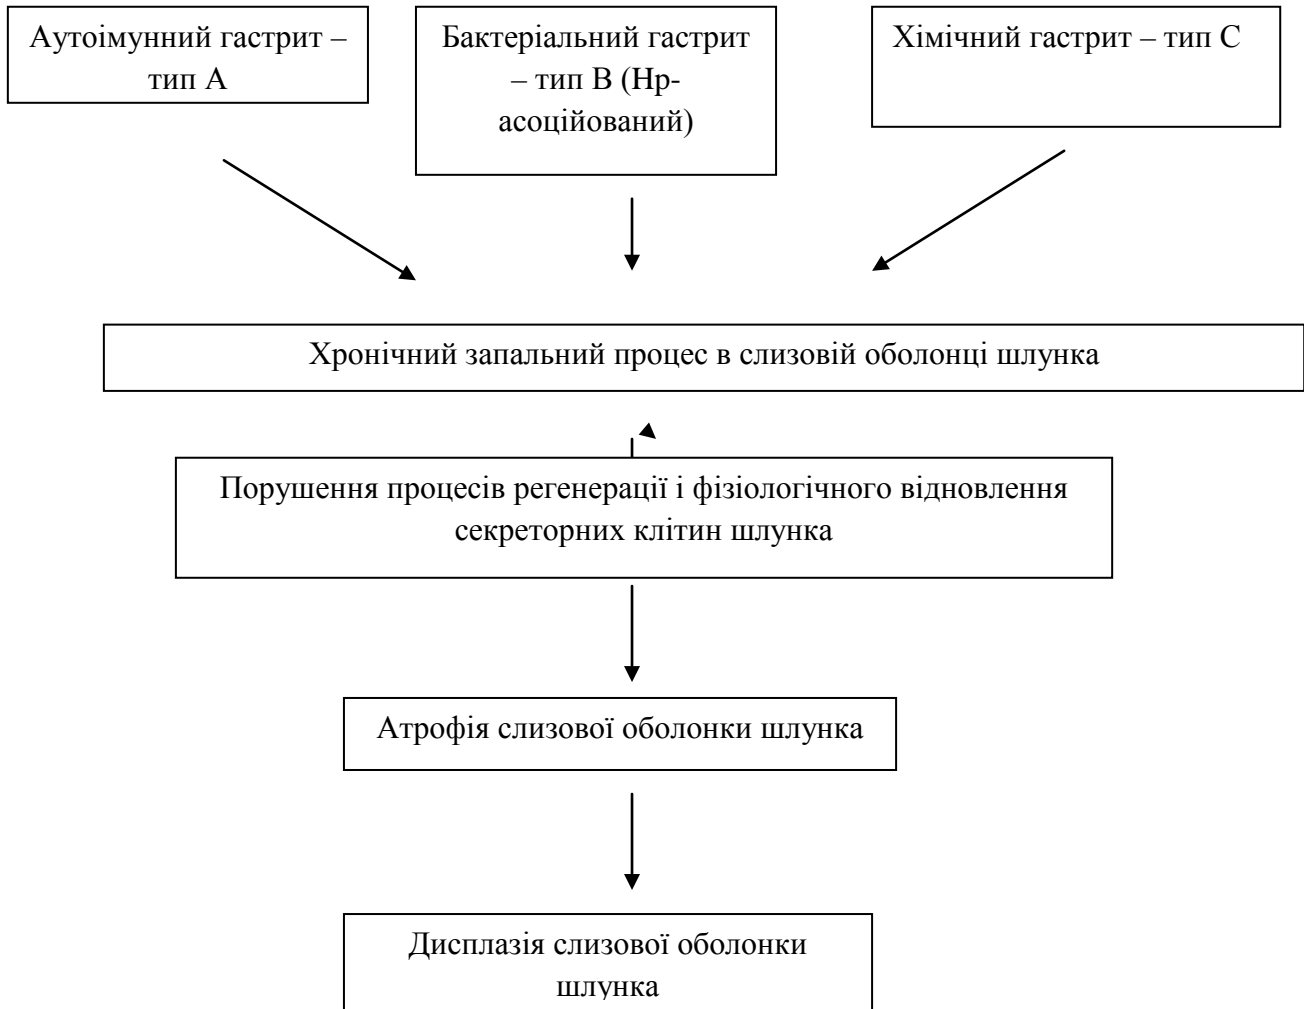 Аутоімунний гастрит –
тип А
Бактеріальний гастрит
– тип В (Нр-
асоційований)
Хімічний гастрит – тип С
Хронічний запальний процес в слизовій оболонці шлунка
Порушення процесів регенерації і фізіологічного відновлення
секреторних клітин шлунка
Атрофія слизової оболонки шлунка
Дисплазія слизової оболонки
шлунка